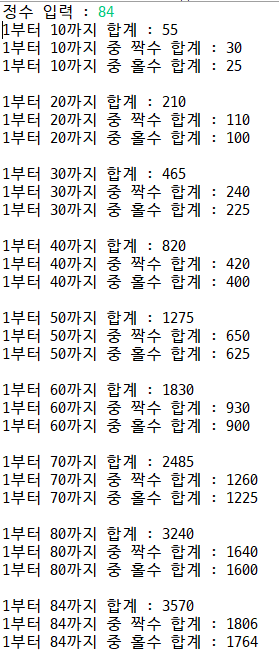 정수 입력 : 84
1부터 10까지 합계 : 55
1부터 10까지 중 짝수 합계 : 30
1부터 10까지 중 홀수 합계 : 25
1부터 20까지 합계 : 210
1부터 20까지 중 짝수 합계 : 110
1부터 20까지 중 홀수 합계 : 100
1부터 30까지 합계 : 465
1부터 30까지 중 짝수 합계 : 240
1부터 30까지 중 홀수 합계 : 225
1부터 40까지 합계 : 820
1부터 40까지 중 짝수 합계 : 420
1부터 40까지 중 홀수 합계 : 400
1부터 50까지 합계 : 1275
1부터 50까지 중 짝수 합계 : 650
1부터 50까지 중 홀수 합계 : 625
1부터 60까지 합계 : 1830
1부터 60까지 중 짝수 합계 : 930
1부터 60까지 중 홀수 합계 : 900
1부터 70까지 합계 : 2485
1부터 70까지 중 짝수 합계 : 1260
1부터 70까지 중 홀수 합계 : 1225
1부터 80까지 합계 : 3240
1부터 80까지 중 짝수 합계 : 1640
1부터 80까지 중 홀수 합계 : 1600
1부터 84까지 합계 : 3570
1부터 84까지 중 짝수 합계 : 1806
1부터 84까지 중 홀수 합계 : 1764